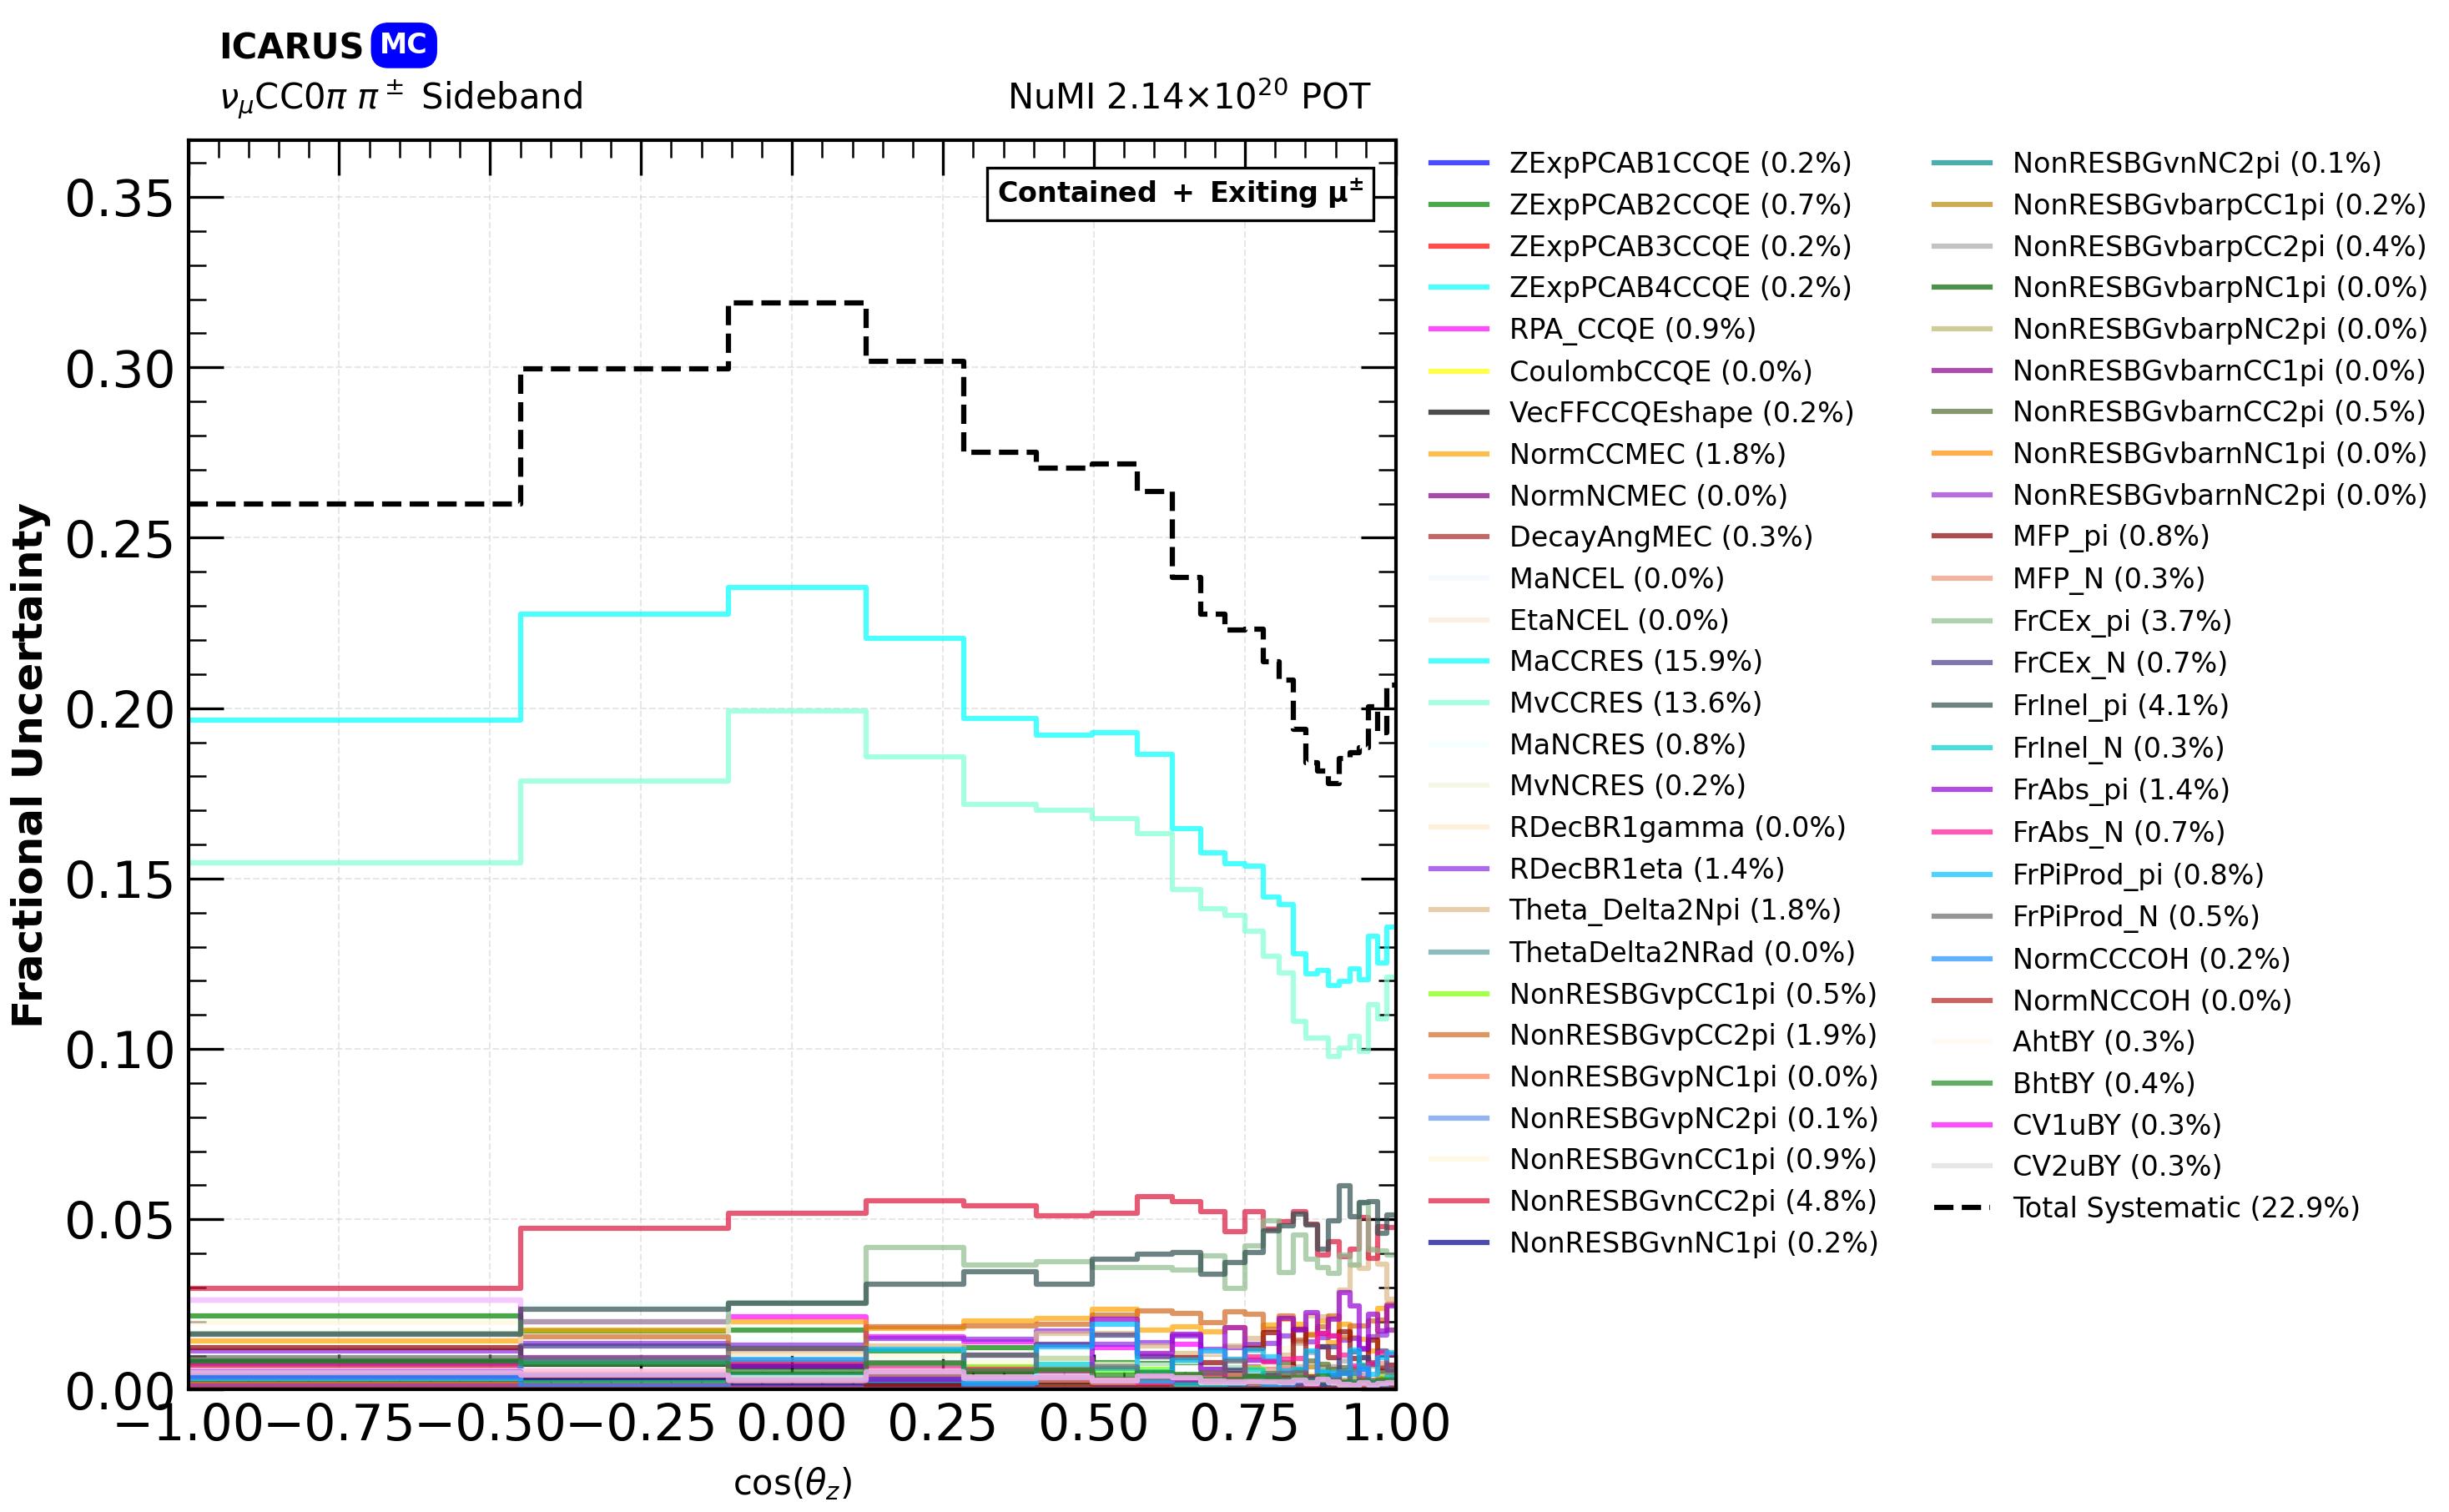 ICARUS MC
νμCC0π π± Sideband
NuMI 2.14×10²⁰ POT
Contained + Exiting μ±
Fractional Uncertainty
0.35
0.30
0.25
0.20
0.15
0.10
0.05
0.00
−1.00
−0.75
−0.50
−0.25
0.00
0.25
0.50
0.75
1.00
cos(θz)
ZExpPCAB1CCQE (0.2%)
ZExpPCAB2CCQE (0.7%)
ZExpPCAB3CCQE (0.2%)
ZExpPCAB4CCQE (0.2%)
RPA_CCQE (0.9%)
CoulombCCQE (0.0%)
VecFFCCQEshape (0.2%)
NormCCMEC (1.8%)
NormNCMEC (0.0%)
DecayAngMEC (0.3%)
MaNCEL (0.0%)
EtaNCEL (0.0%)
MaCCRES (15.9%)
MvCCRES (13.6%)
MaNCRES (0.8%)
MvNCRES (0.2%)
RDecBR1gamma (0.0%)
RDecBR1eta (1.4%)
Theta_Delta2Npi (1.8%)
ThetaDelta2NRad (0.0%)
NonRESBGvpCC1pi (0.5%)
NonRESBGvpCC2pi (1.9%)
NonRESBGvpNC1pi (0.0%)
NonRESBGvpNC2pi (0.1%)
NonRESBGvnCC1pi (0.9%)
NonRESBGvnCC2pi (4.8%)
NonRESBGvnNC1pi (0.2%)
NonRESBGvnNC2pi (0.1%)
NonRESBGvbarpCC1pi (0.2%)
NonRESBGvbarpCC2pi (0.4%)
NonRESBGvbarpNC1pi (0.0%)
NonRESBGvbarpNC2pi (0.0%)
NonRESBGvbarnCC1pi (0.0%)
NonRESBGvbarnCC2pi (0.5%)
NonRESBGvbarnNC1pi (0.0%)
NonRESBGvbarnNC2pi (0.0%)
MFP_pi (0.8%)
MFP_N (0.3%)
FrCEx_pi (3.7%)
FrCEx_N (0.7%)
FrInel_pi (4.1%)
FrInel_N (0.3%)
FrAbs_pi (1.4%)
FrAbs_N (0.7%)
FrPiProd_pi (0.8%)
FrPiProd_N (0.5%)
NormCCCOH (0.2%)
NormNCCOH (0.0%)
AhtBY (0.3%)
BhtBY (0.4%)
CV1uBY (0.3%)
CV2uBY (0.3%)
Total Systematic (22.9%)